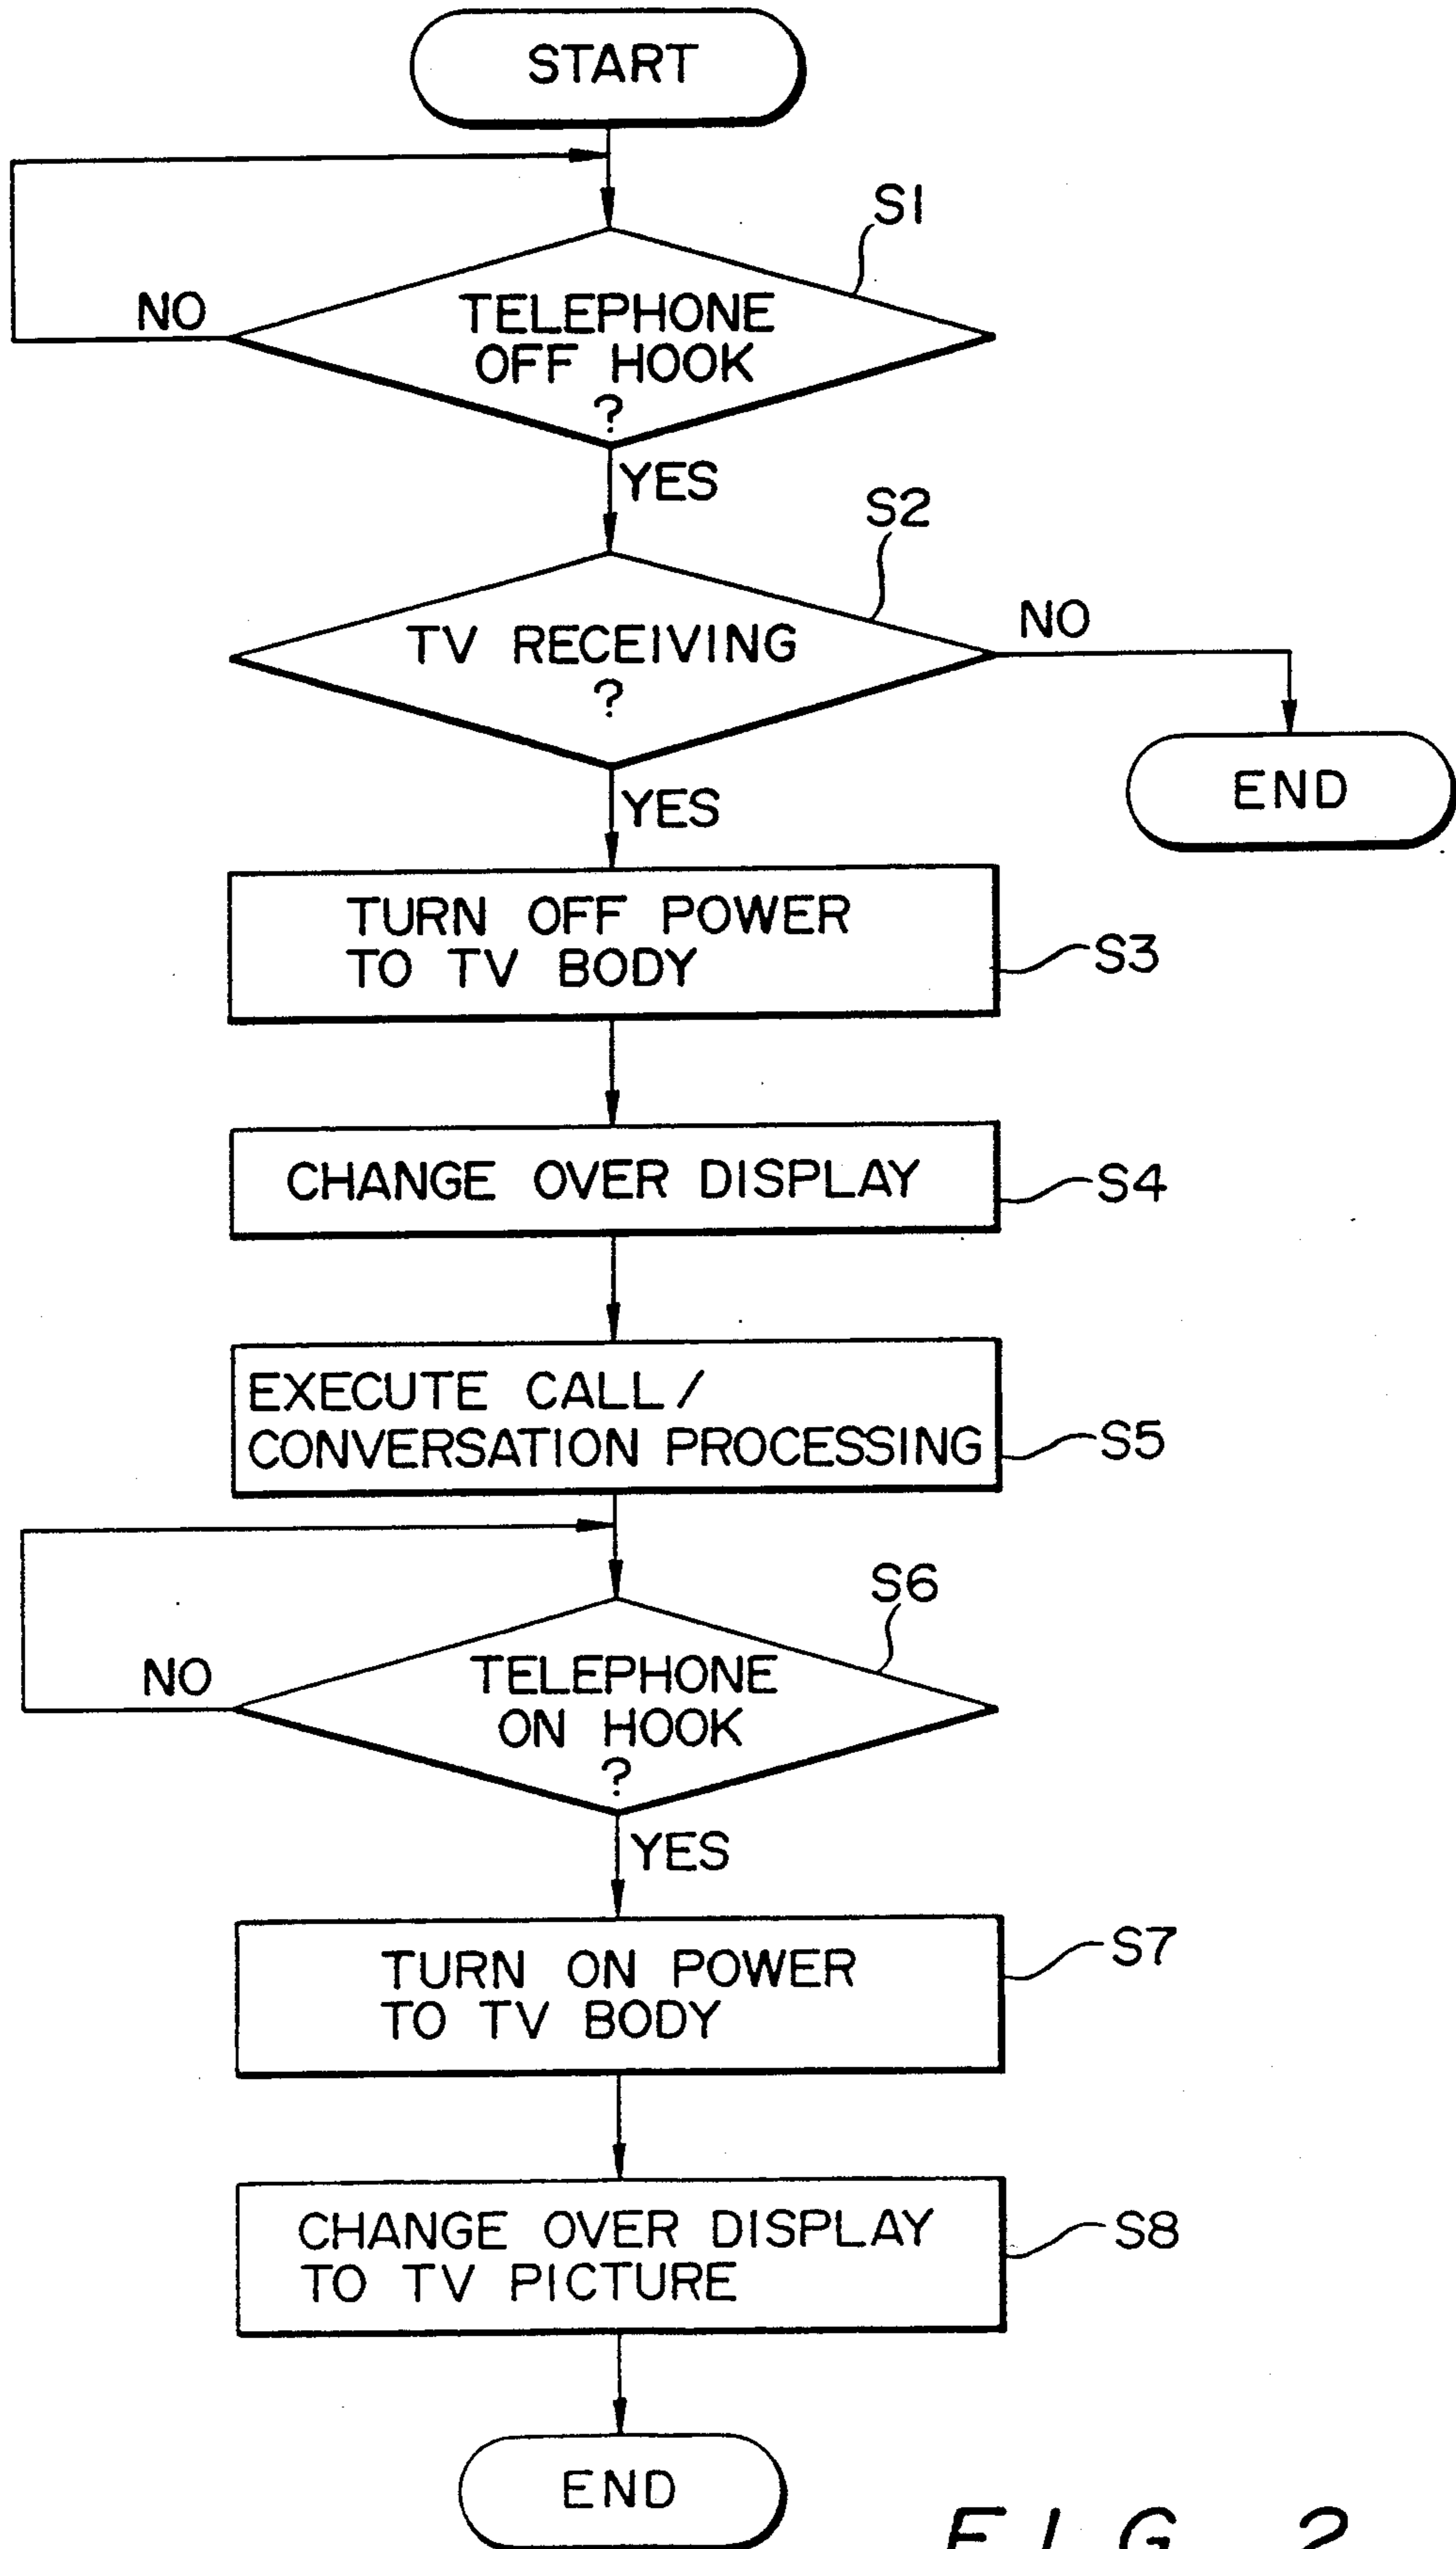 START
S1
NO
TELEPHONE
OFF HOOK
?
YES
S2
NO
TV RECEIVING
?
END
YES
TURN OFF POWER
TO TV BODY
S3
CHANGE OVER DISPLAY
S4
EXECUTE CALL/
CONVERSATION PROCESSING
S5
S6
NO
TELEPHONE
ON HOOK
?
YES
TURN ON POWER
TO TV BODY
S7
CHANGE OVER DISPLAY
TO TV PICTURE
S8
END
FIG. 2